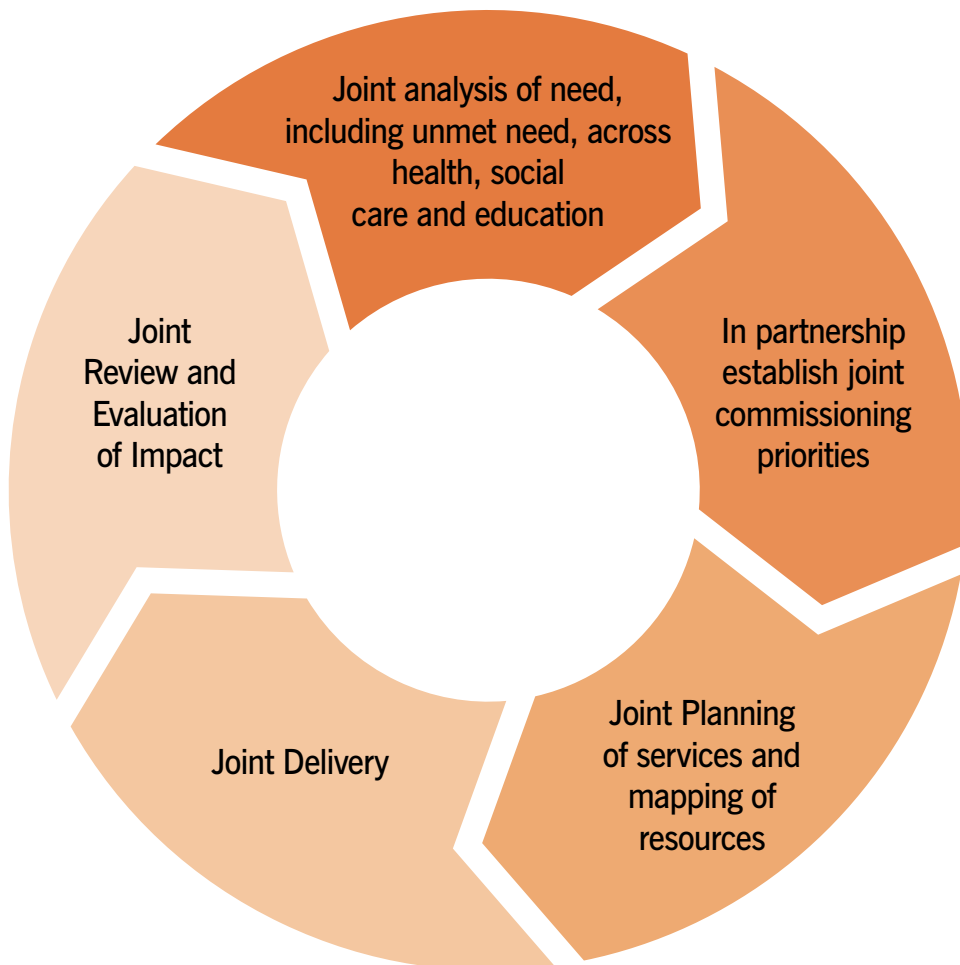 Joint analysis of need,
including unmet need, across
health, social
care and education
In partnership
establish joint
commissioning
priorities
Joint Planning
of services and
mapping of
resources
Joint Delivery
Joint
Review and
Evaluation
of Impact